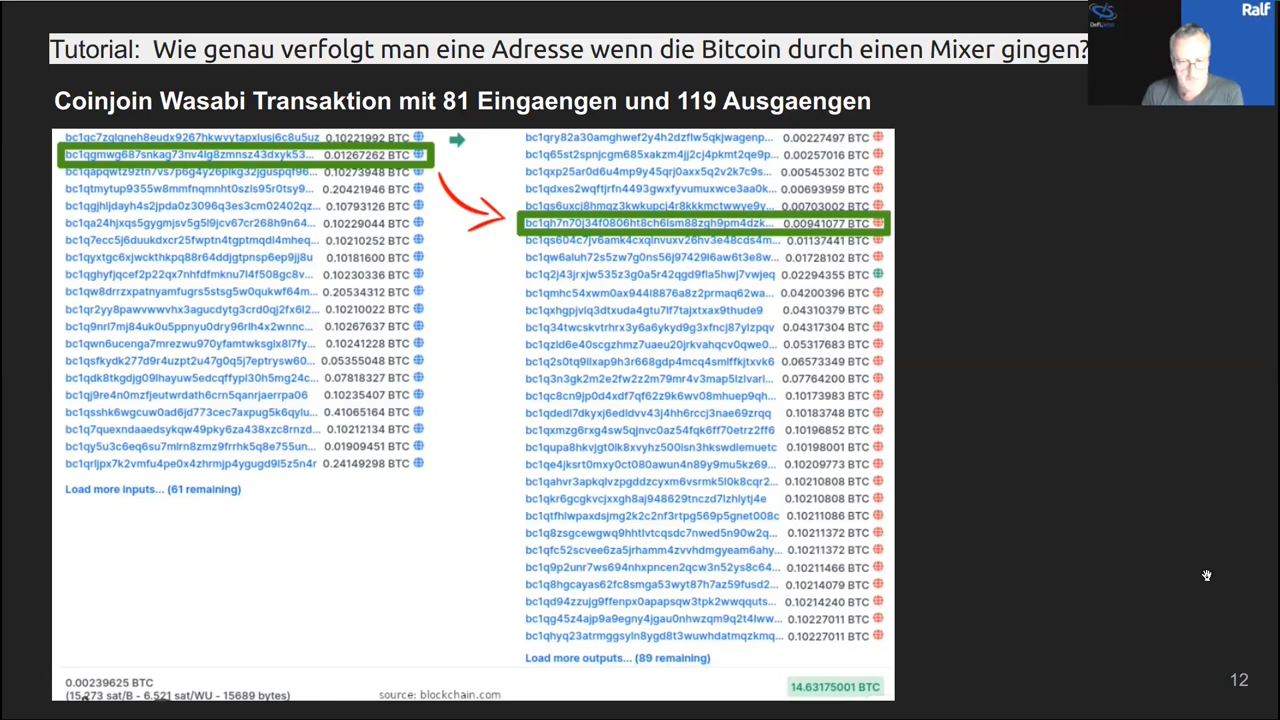 Tutorial: Wie genau verfolgt man eine Adresse wenn die Bitcoin durch einen Mixer gingen?
Ralf
Coinjoin Wasabi Transaktion mit 81 Eingaengen und 119 Ausgaengen
bc1qc7zqlgneh8eudx9267hkwvytapxlusj6c8u5uz 0.10221992 BTC
bc1qgmwg687snkag73nv4lg8zmnsz43dxyk53... 0.01267262 BTC
bc1qapqwtz9ztn7vs7p6g4y26plkg32jguspqf96... 0.10273948 BTC
bc1qtmytup9355w8mmfnqmnht0szls95r0tsy9... 0.20421946 BTC
bc1qgjhljdayh4s2jpda0z3096q3es3cm02402qz... 0.10793126 BTC
bc1qa24hjxqs5gygmjsv5g5l9jcv67cr268h9n64... 0.10229044 BTC
bc1q7ecc5j6duukdxcr25fwptn4tgptmqdl4mheq... 0.10210252 BTC
bc1qyxtgc6xjwckthkpq88r64ddjgtpnsp6ep9jj8u 0.10181600 BTC
bc1qghyfjqcef2p22qx7nhfdfmknu7l4f508gc8v... 0.10230336 BTC
bc1qw8drrzxpatnyamfugrs5stsg5w0qukwf64m... 0.20534312 BTC
bc1qr2yy8pawvwwvhx3agucdytg3crd0qj2fx6l2... 0.10210022 BTC
bc1q9nrl7mj84uk0u5ppnyu0dry96rlh4x2wnnc... 0.10267637 BTC
bc1qwn6ucenga7mrezwu970yfamtwksglx8l7fy... 0.10241228 BTC
bc1qsfkydk277d9r4uzpt2u47g0q5j7eptrysw60... 0.05355048 BTC
bc1qdk8tkgdjg09lhayuw5edcqffypl30h5mg24c... 0.07818327 BTC
bc1qj9re4n0mzfjeutwrdath6crn5qanrjaerrpa06 0.10235407 BTC
bc1qsshk6wgcuw0ad6jd773cec7axpug5k6qylu... 0.41065164 BTC
bc1q7quexndaaedsykqw49pky6za438xzc8rnzd... 0.10212134 BTC
bc1qy5u3c6eq6su7mlrn8zmz9frrhk5q8e755un... 0.01909451 BTC
bc1qrljpx7k2vmfu4pe0x4zhrmjp4ygugd9l5z5n4r 0.24149298 BTC
Load more inputs... (61 remaining)
bc1qry82a30amghwef2y4h2dzflw5qkjwagenp... 0.00227497 BTC
bc1q65st2spnjcgm685xakzm4jj2cj4pkmt2qe9p... 0.00257016 BTC
bc1qxp25ar0d6u4mp9y45qrj0axx5q2v2k7c9s... 0.00545302 BTC
bc1qdxes2wqftjrfn4493gwxfyvumuxwce3aa0k... 0.00693959 BTC
bc1qs6uxcj8hmqz3kwkupcj4r8kkkmctwwye9y... 0.00703002 BTC
bc1qh7n70j34f0806ht8ch6lsm88zgh9pm4dzk... 0.00941077 BTC
bc1qs604c7jv6amk4cxqlnvuxv26hv3e48cds4m... 0.01137441 BTC
bc1qw6aluh72s5zw7g0ns56j97429l6aw6t3e8w... 0.01728102 BTC
bc1q2j43jrxjw535z3g0a5r42qgd9fla5hwj7vwjeq 0.02294355 BTC
bc1qmhc54xwm0ax944l8876a8z2prmaq62wa... 0.04200396 BTC
bc1qxhgpjvlq3dtxuda4gtu7lf7tajxtxax9thude9 0.04310379 BTC
bc1q34twcskvtrhrx3y6a6ykyd9g3xfncj87ylzpqv 0.04317304 BTC
bc1qzld6e40scgzhmz7uaeu20jrkvahqcv0qwe0... 0.05317683 BTC
bc1q2s0tq9llxap9h3r668gdp4mcq4smlffkjtxvk6 0.06573349 BTC
bc1q3n3gk2m2e2fw2z2m79mr4v3map5lzlvarl... 0.07764200 BTC
bc1qc8cn9jp0d4xdf7qf62z9k6wv08mhuep9qh... 0.10173983 BTC
bc1qdedl7dkyxj6edldvv43j4hh6rccj3nae69zrqq 0.10183748 BTC
bc1qxmzg6rxg4sw5qjnvc0az54fqk6ff70etrz2ff6 0.10196852 BTC
bc1qupa8hkvjgt0lk8xvyhz500lsn3hkswdlemuetc 0.10198001 BTC
bc1qe4jksrt0mxy0ct080awun4n89y9mu5kz69... 0.10209773 BTC
bc1qahvr3apkqlvzpgddzcyxm6vsrmk5l0k8cqr2... 0.10210808 BTC
bc1qkr6gcgkvcjxxgh8aj948629tnczd7lzhlytj4e 0.10210808 BTC
bc1qtfhlwpaxdsjmg2k2c2nf3rtpg569p5gnet008c 0.10211086 BTC
bc1q8zsgcewgwq9hhtlvtcqsdc7nwed5n90w2q... 0.10211372 BTC
bc1qfc52scvee6za5jrhamm4zvvhdmgyeam6ahy... 0.10211372 BTC
bc1q9p2unr7ws694nhxpncen2qcw3n52ys8c64... 0.10211466 BTC
bc1q8hgcayas62fc8smga53wyt87h7az59fusd2... 0.10214079 BTC
bc1qd94zzujg9ffenpx0apapsqw3tpk2wwqquts... 0.10214240 BTC
bc1qg45z4ajp9a9egny4jgau0nhwzqm9q2t4lww... 0.10227011 BTC
bc1qhyq23atrmggsyln8ygd8t3wuwhdatmqzkmq... 0.10227011 BTC
Load more outputs... (89 remaining)
0.00239625 BTC
(15.273 sat/B - 6.521 sat/WU - 15689 bytes)
source: blockchain.com
14.63175001 BTC
12